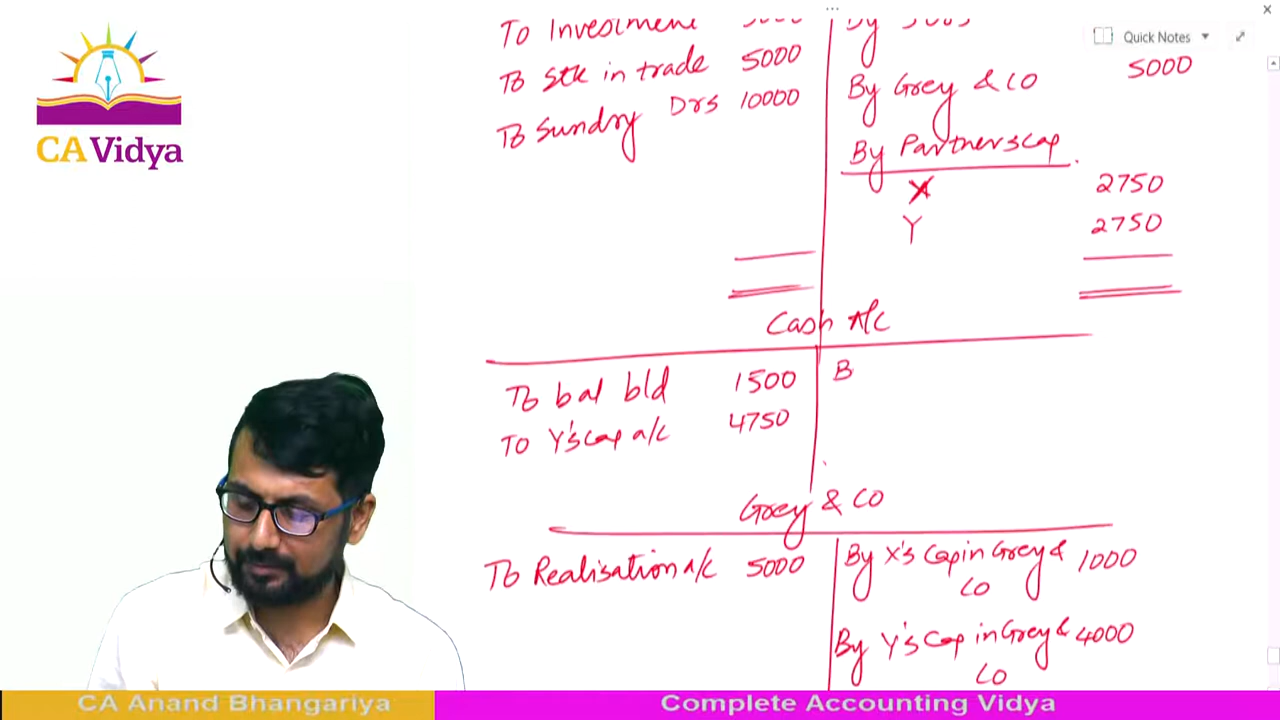 Quick Notes
CA Vidya
To Investment
To Stk in trade 5000
By Grey & CO 5000
To Sundry Drs 10000
By Partners Cap
X 2750
Y 2750
Cash A/C
To bal b/d 1500
B
To Y's cap a/c 4750
Grey & CO
To Realisation a/c 5000
By X's Cap in Grey & 1000
CO
By Y's Cap in Grey & 4000
CO
CA Anand Bhangariya
Complete Accounting Vidya